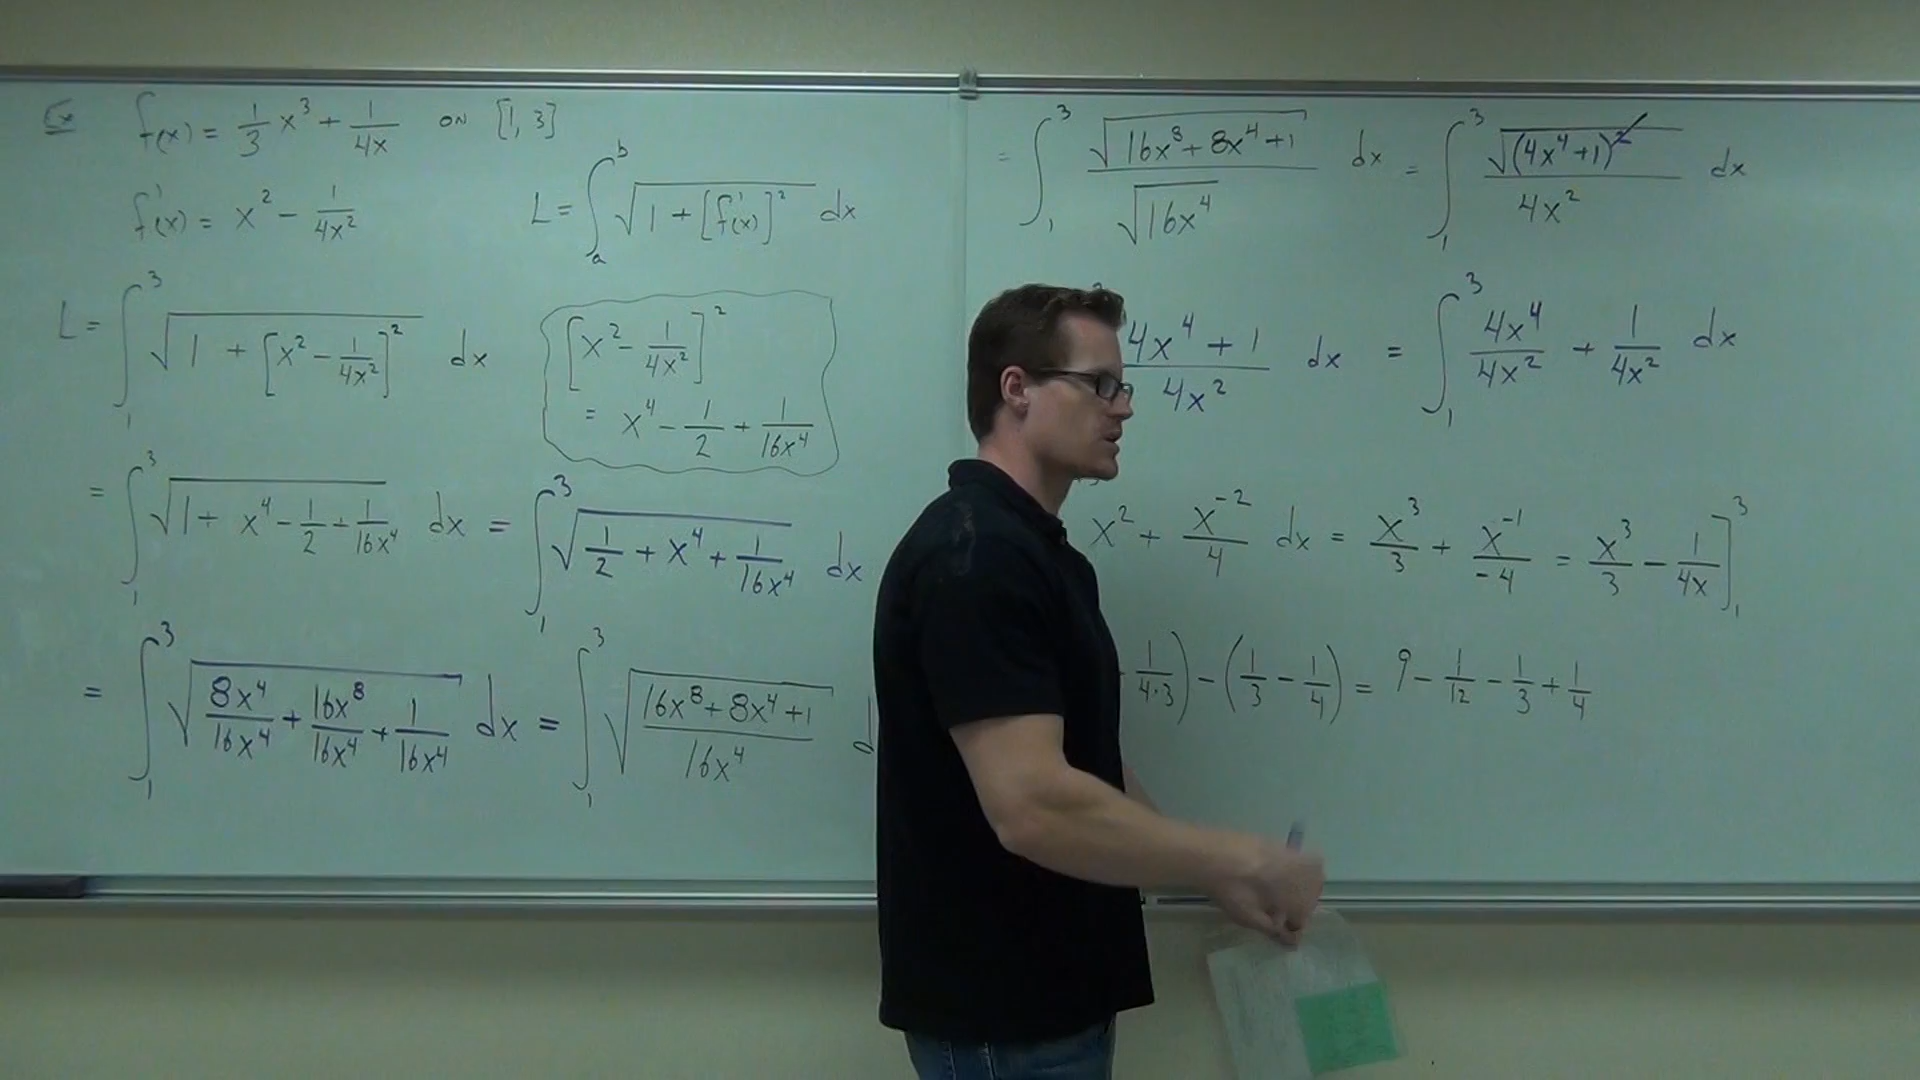 Ex f(x) = 1/3 x³ + 1/4x ON [1, 3]
f'(x) = x² - 1/4x²
L = ∫_a^b √(1 + [f'(x)]²) dx
L = ∫_1^3 √(1 + [x² - 1/4x²]²) dx
[x² - 1/4x²]²
= x⁴ - 1/2 + 1/16x⁴
= ∫_1^3 √(1 + x⁴ - 1/2 + 1/16x⁴) dx = ∫_1^3 √(1/2 + x⁴ + 1/16x⁴) dx
= ∫_1^3 √(8x⁴/16x⁴ + 16x⁸/16x⁴ + 1/16x⁴) dx = ∫_1^3 √((16x⁸ + 8x⁴ + 1)/16x⁴) d
= ∫_1^3 √(16x⁸ + 8x⁴ + 1)/√(16x⁴) dx = ∫_1^3 √((4x⁴ + 1)²)/4x² dx
(4x⁴ + 1)/4x² dx = ∫_1^3 4x⁴/4x² + 1/4x² dx
x² + x⁻²/4 dx = x³/3 + x⁻¹/-4 = x³/3 - 1/4x]_1^3
- 1/4·3) - (1/3 - 1/4) = 9 - 1/12 - 1/3 + 1/4